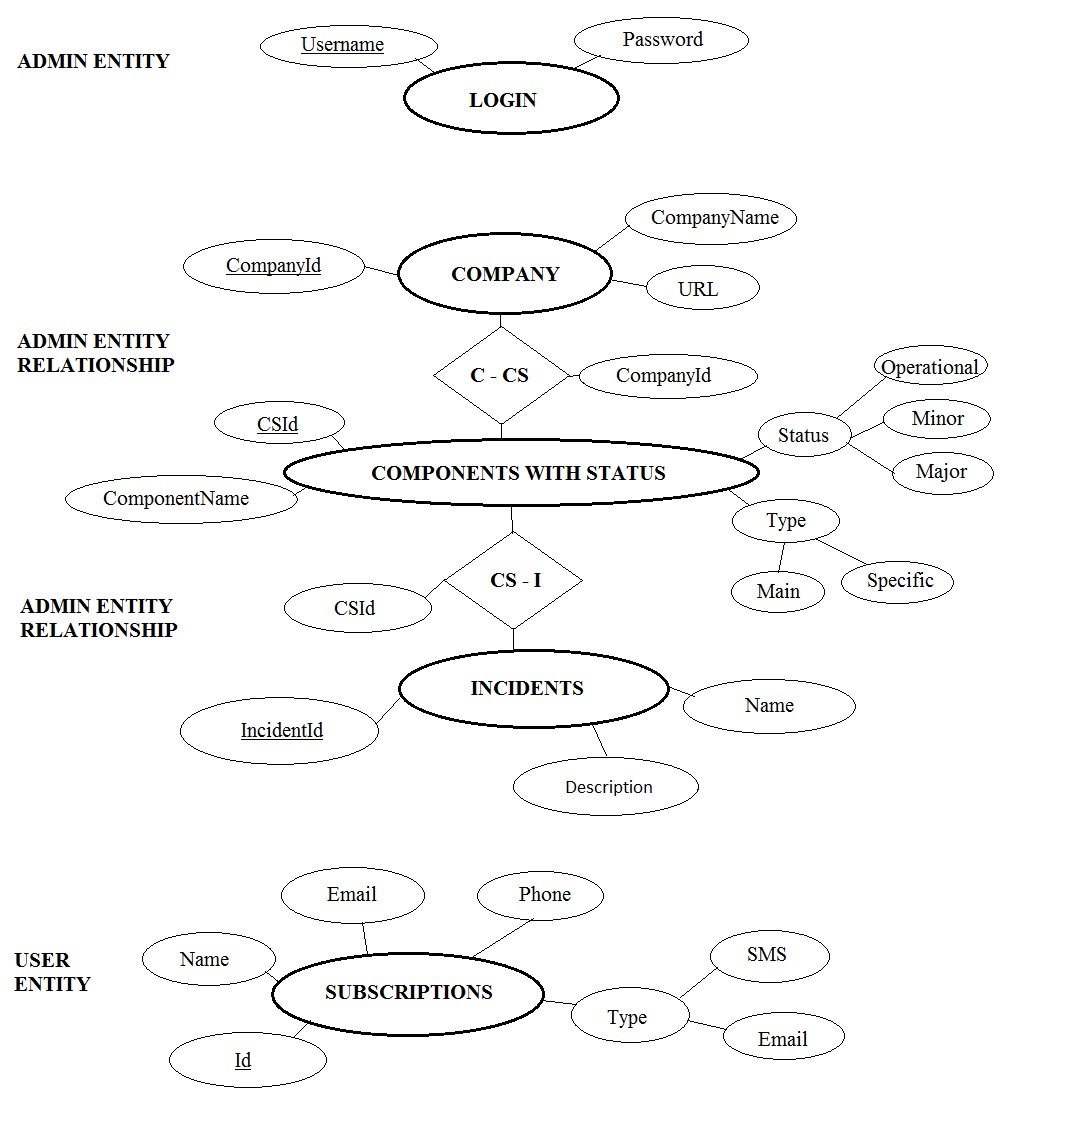 ADMIN ENTITY
Username
Password
LOGIN
CompanyName
CompanyId
COMPANY
URL
ADMIN ENTITY
RELATIONSHIP
C - CS
CompanyId
Operational
CSId
Status
Minor
COMPONENTS WITH STATUS
Major
ComponentName
Type
CS - I
Main
Specific
CSId
ADMIN ENTITY
RELATIONSHIP
INCIDENTS
Name
IncidentId
Description
Email
Phone
USER
ENTITY
Name
SMS
SUBSCRIPTIONS
Type
Email
Id